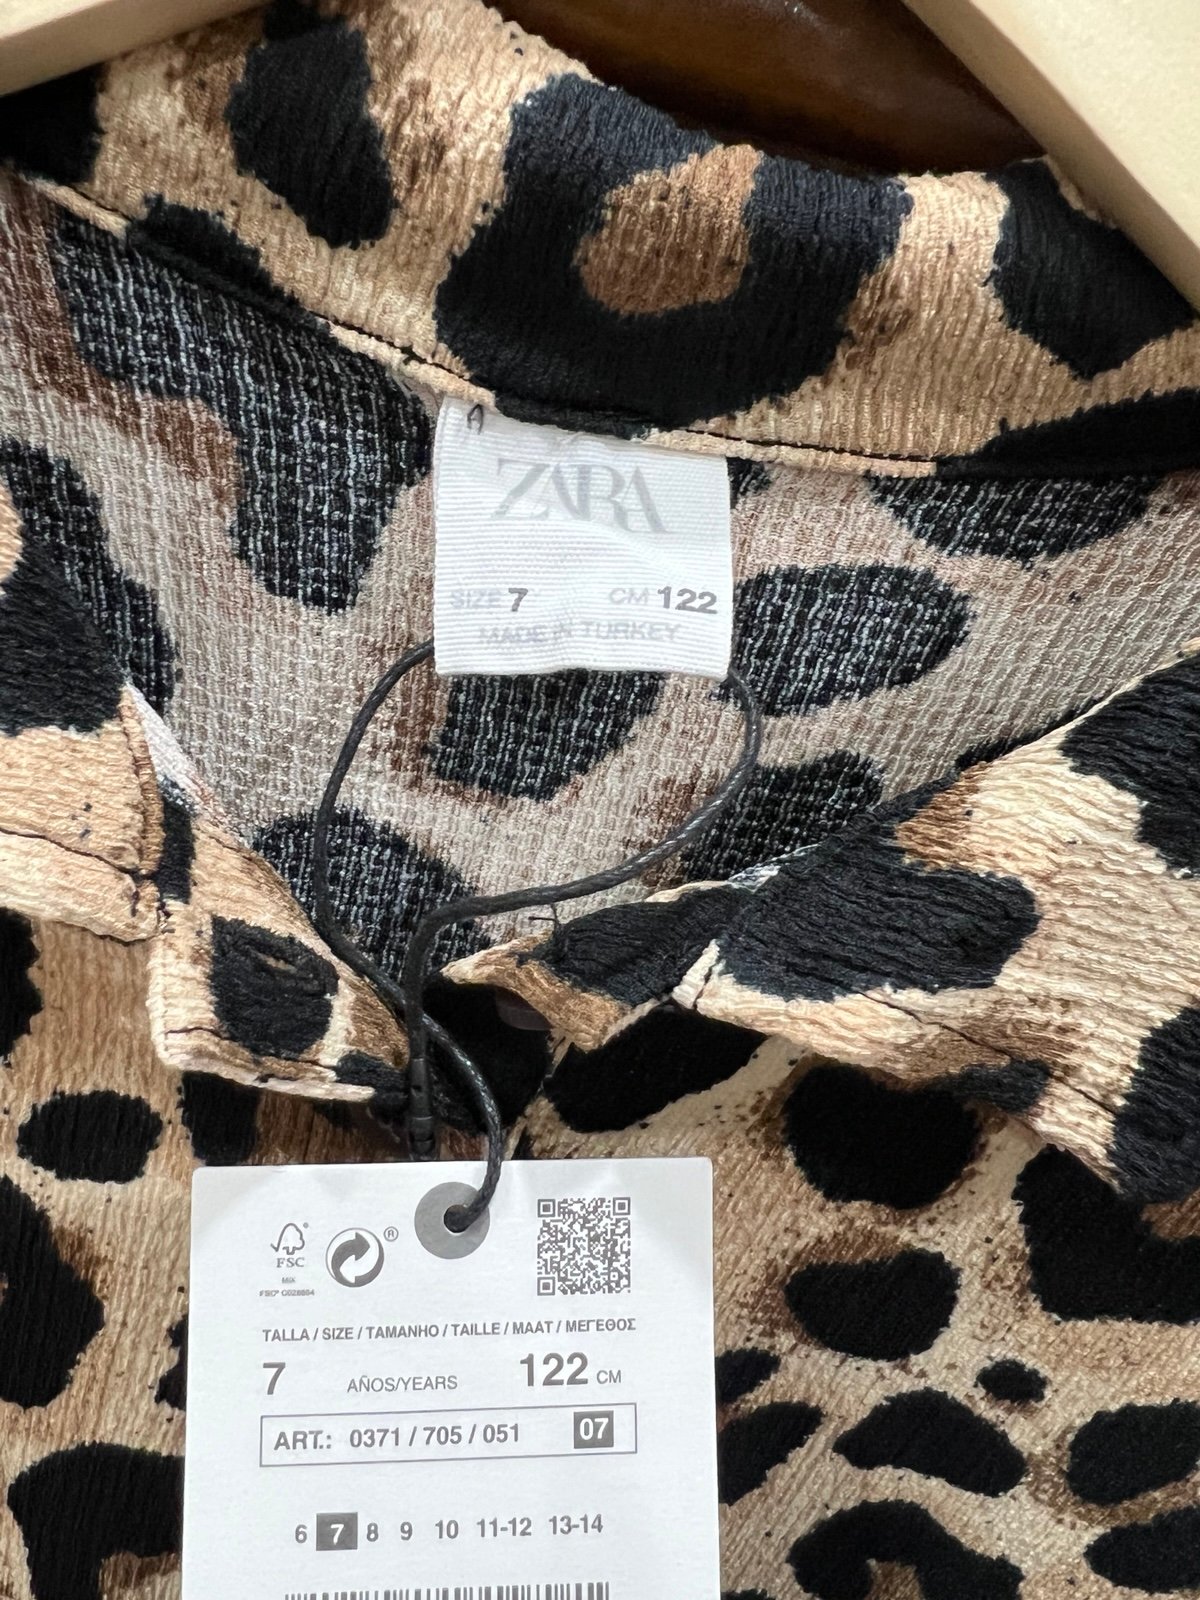 ZARA
SIZE 7 CM 122
MADE IN TURKEY
FSC
MIX
TALLA / SIZE / TAMANHO / TAILLE / MAAT / ΜΕΓΕΘΟΣ
7 AÑOS/YEARS 122 CM
ART.: 0371 / 705 / 051 07
6 7 8 9 10 11-12 13-14